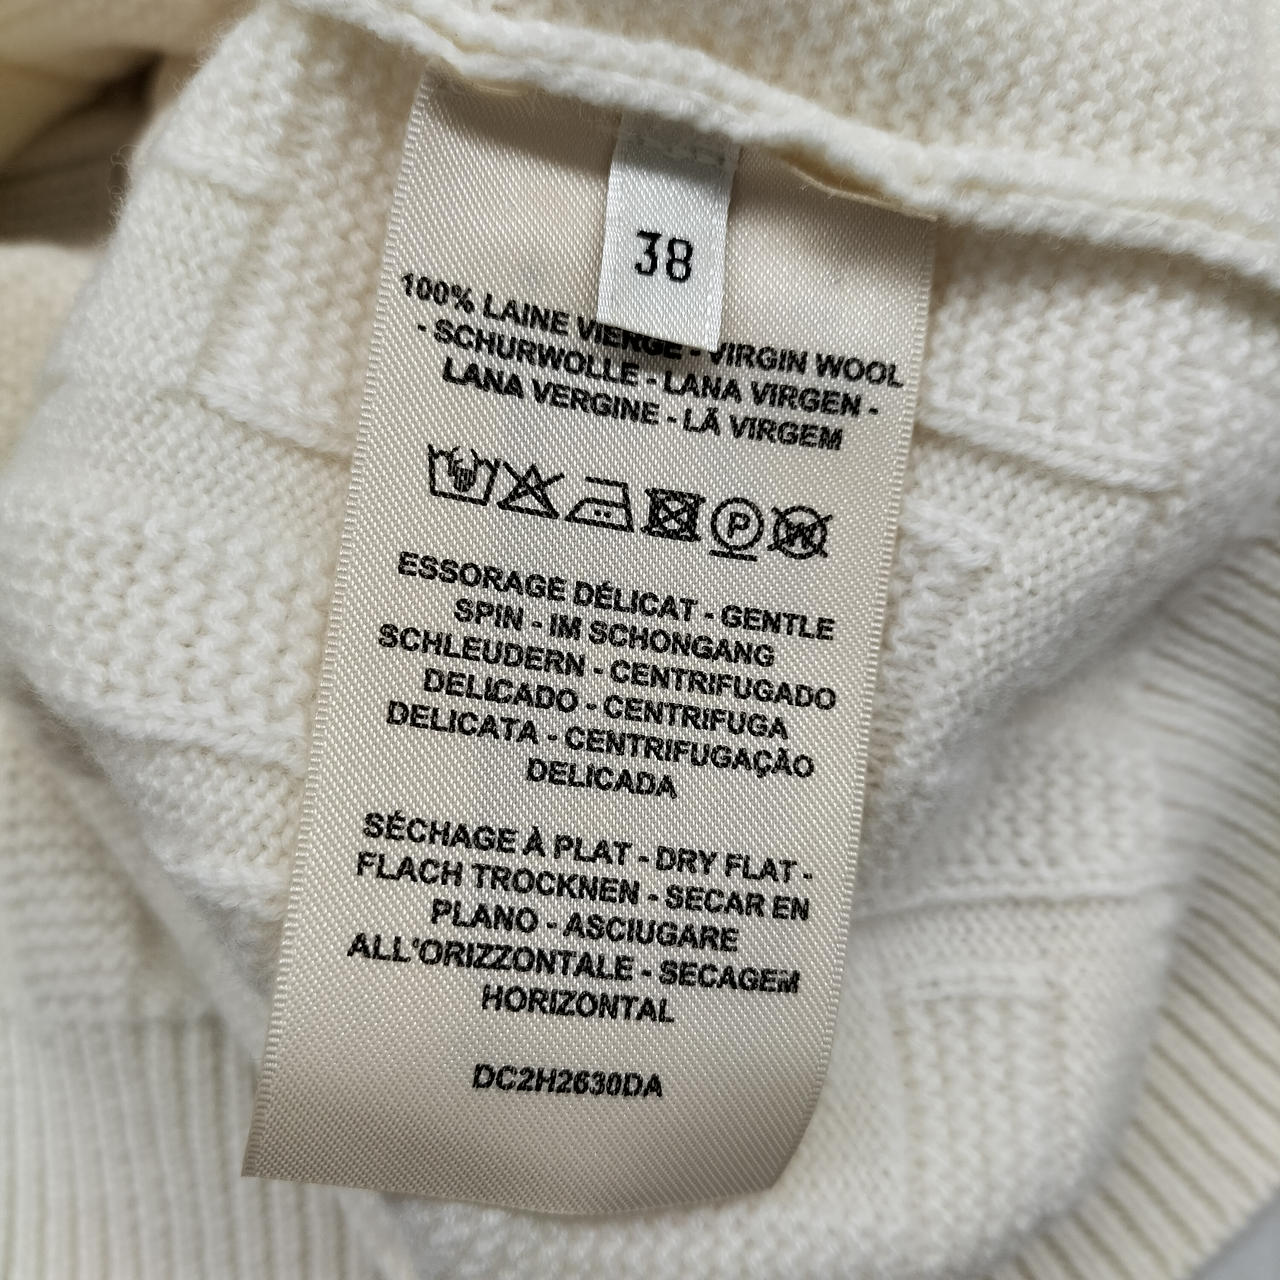 38
100% LAINE VIERGE - VIRGIN WOOL
- SCHURWOLLE - LANA VIRGEN -
LANA VERGINE - LÃ VIRGEM
P W
ESSORAGE DÉLICAT - GENTLE
SPIN - IM SCHONGANG
SCHLEUDERN - CENTRIFUGADO
DELICADO - CENTRIFUGA
DELICATA - CENTRIFUGAÇÃO
DELICADA
SÉCHAGE À PLAT - DRY FLAT -
FLACH TROCKNEN - SECAR EN
PLANO - ASCIUGARE
ALL'ORIZZONTALE - SECAGEM
HORIZONTAL
DC2H2630DA